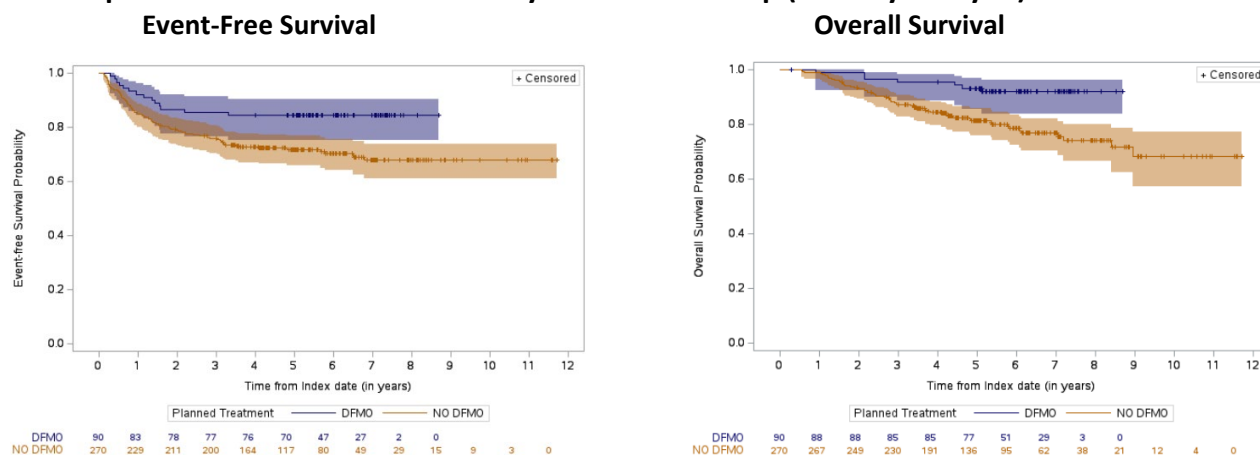 Event-Free Survival
1.0
0.8
0.6
0.4
0.2
0.0
Event-free Survival Probability
+ Censored
0 1 2 3 4 5 6 7 8 9 10 11 12
Time from Index date (in years)
Planned Treatment DFMO NO DFMO
DFMO 90 83 78 77 76 70 47 27 2 0
NO DFMO 270 229 211 200 164 117 80 49 29 15 9 3 0
Overall Survival
1.0
0.8
0.6
0.4
0.2
0.0
Overall Survival Probability
+ Censored
0 1 2 3 4 5 6 7 8 9 10 11 12
Time from Index date (in years)
Planned Treatment DFMO NO DFMO
DFMO 90 88 88 85 85 77 51 29 3 0
NO DFMO 270 267 249 230 191 136 95 62 38 21 12 4 0